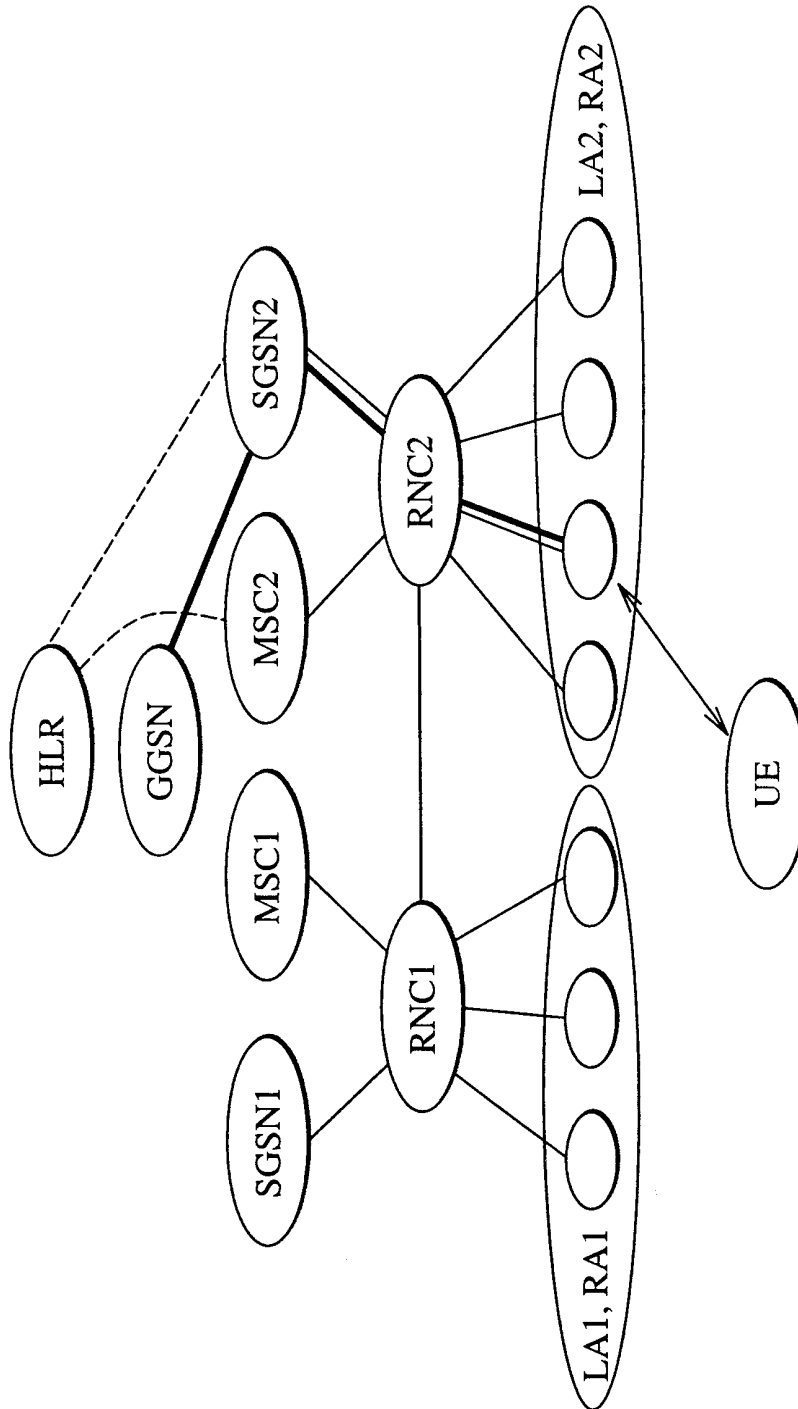 HLR
GGSN
SGSN1
MSC1
MSC2
SGSN2
RNC1
RNC2
LA1, RA1
LA2, RA2
UE